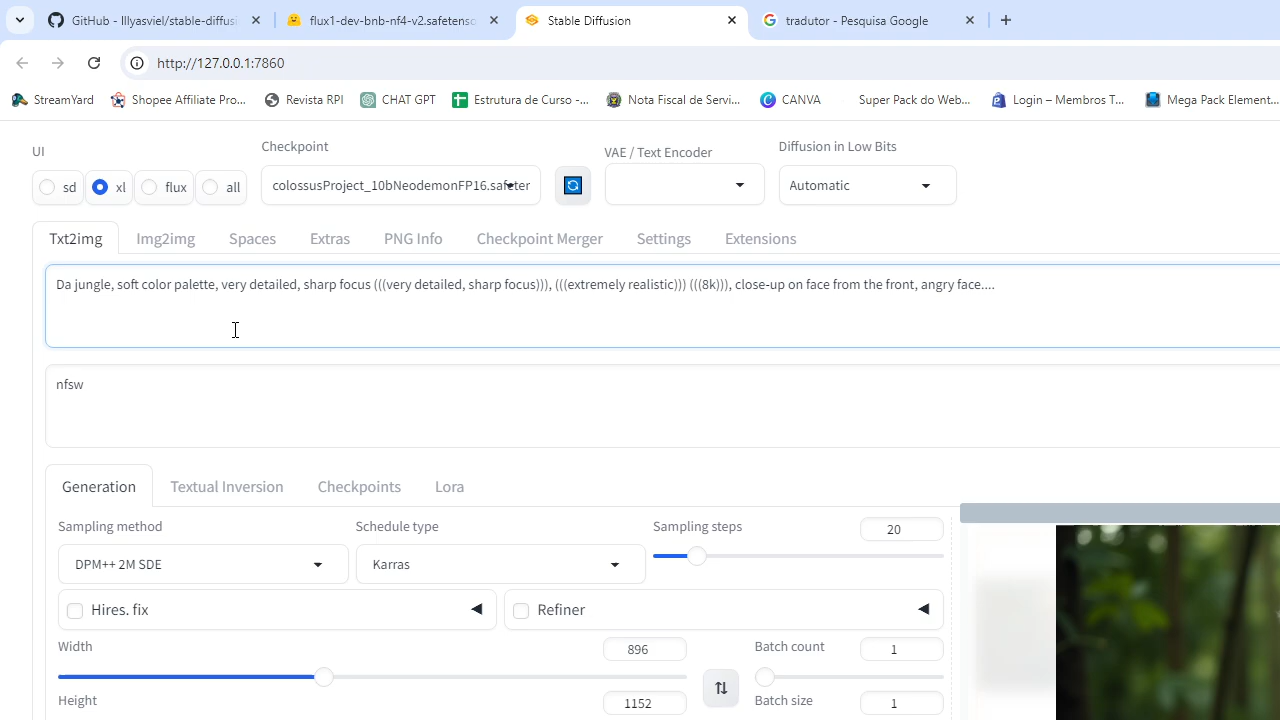 GitHub - lllyasviel/stable-diffus
flux1-dev-bnb-nf4-v2.safetenso
Stable Diffusion
tradutor - Pesquisa Google
http://127.0.0.1:7860
StreamYard
Shopee Affiliate Pro...
Revista RPI
CHAT GPT
Estrutura de Curso -...
Nota Fiscal de Servi...
CANVA
Super Pack do Web...
Login – Membros T...
Mega Pack Element...
UI
Checkpoint
VAE / Text Encoder
Diffusion in Low Bits
sd
xl
flux
all
colossusProject_10bNeodemonFP16.safeter
Automatic
Txt2img
Img2img
Spaces
Extras
PNG Info
Checkpoint Merger
Settings
Extensions
Da jungle, soft color palette, very detailed, sharp focus (((very detailed, sharp focus))), (((extremely realistic))) (((8k))), close-up on face from the front, angry face....
nfsw
Generation
Textual Inversion
Checkpoints
Lora
Sampling method
Schedule type
Sampling steps
20
DPM++ 2M SDE
Karras
Hires. fix
Refiner
Width
896
Batch count
1
Height
1152
Batch size
1